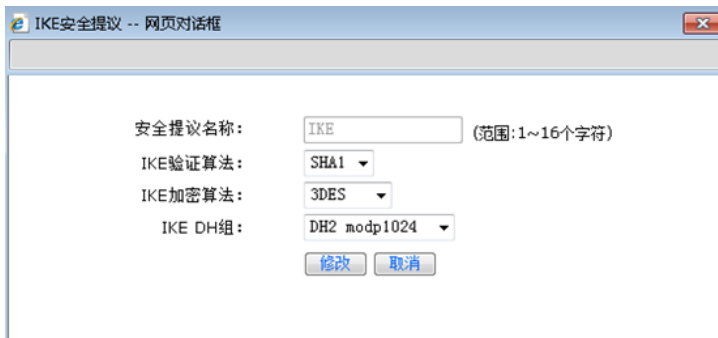 IKE安全提议 -- 网页对话框
安全提议名称： IKE (范围:1~16个字符)
IKE验证算法： SHA1
IKE加密算法： 3DES
IKE DH组： DH2 modp1024
修改 取消